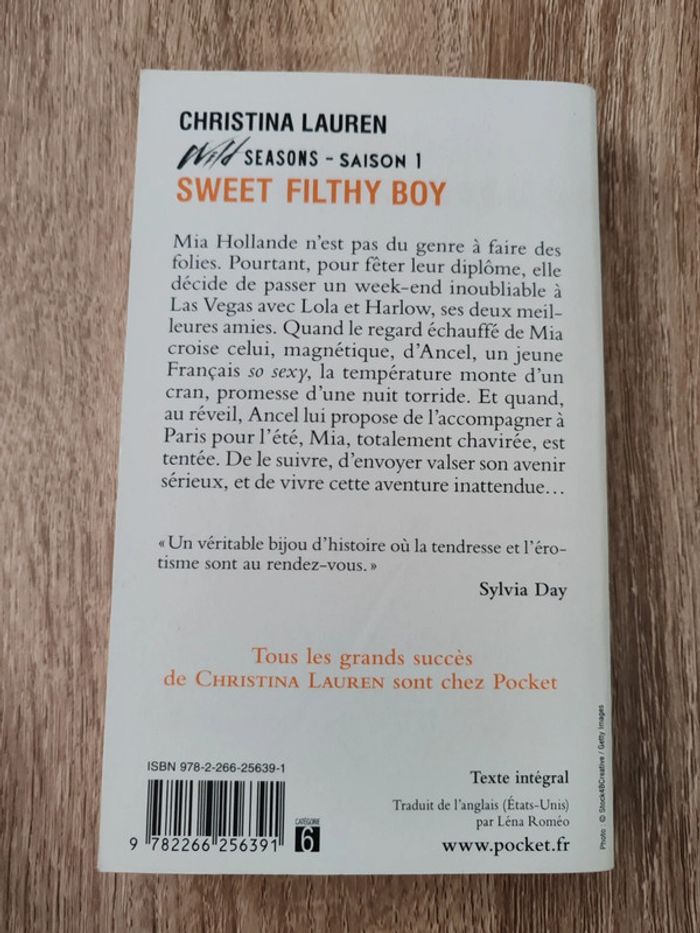 CHRISTINA LAUREN
Wild SEASONS - SAISON 1
SWEET FILTHY BOY
Mia Hollande n'est pas du genre à faire des
folies. Pourtant, pour fêter leur diplôme, elle
décide de passer un week-end inoubliable à
Las Vegas avec Lola et Harlow, ses deux meil-
leures amies. Quand le regard échauffé de Mia
croise celui, magnétique, d'Ancel, un jeune
Français so sexy, la température monte d'un
cran, promesse d'une nuit torride. Et quand,
au réveil, Ancel lui propose de l'accompagner à
Paris pour l'été, Mia, totalement chavirée, est
tentée. De le suivre, d'envoyer valser son avenir
sérieux, et de vivre cette aventure inattendue…
« Un véritable bijou d'histoire où la tendresse et l'éro-
tisme sont au rendez-vous. »
Sylvia Day
Tous les grands succès
de CHRISTINA LAUREN sont chez Pocket
ISBN 978-2-266-25639-1
9 782266 256391
CATÉGORIE
6
Texte intégral
Traduit de l'anglais (États-Unis)
par Léna Roméo
www.pocket.fr
Photo : © Stock4BCreative / Getty Images